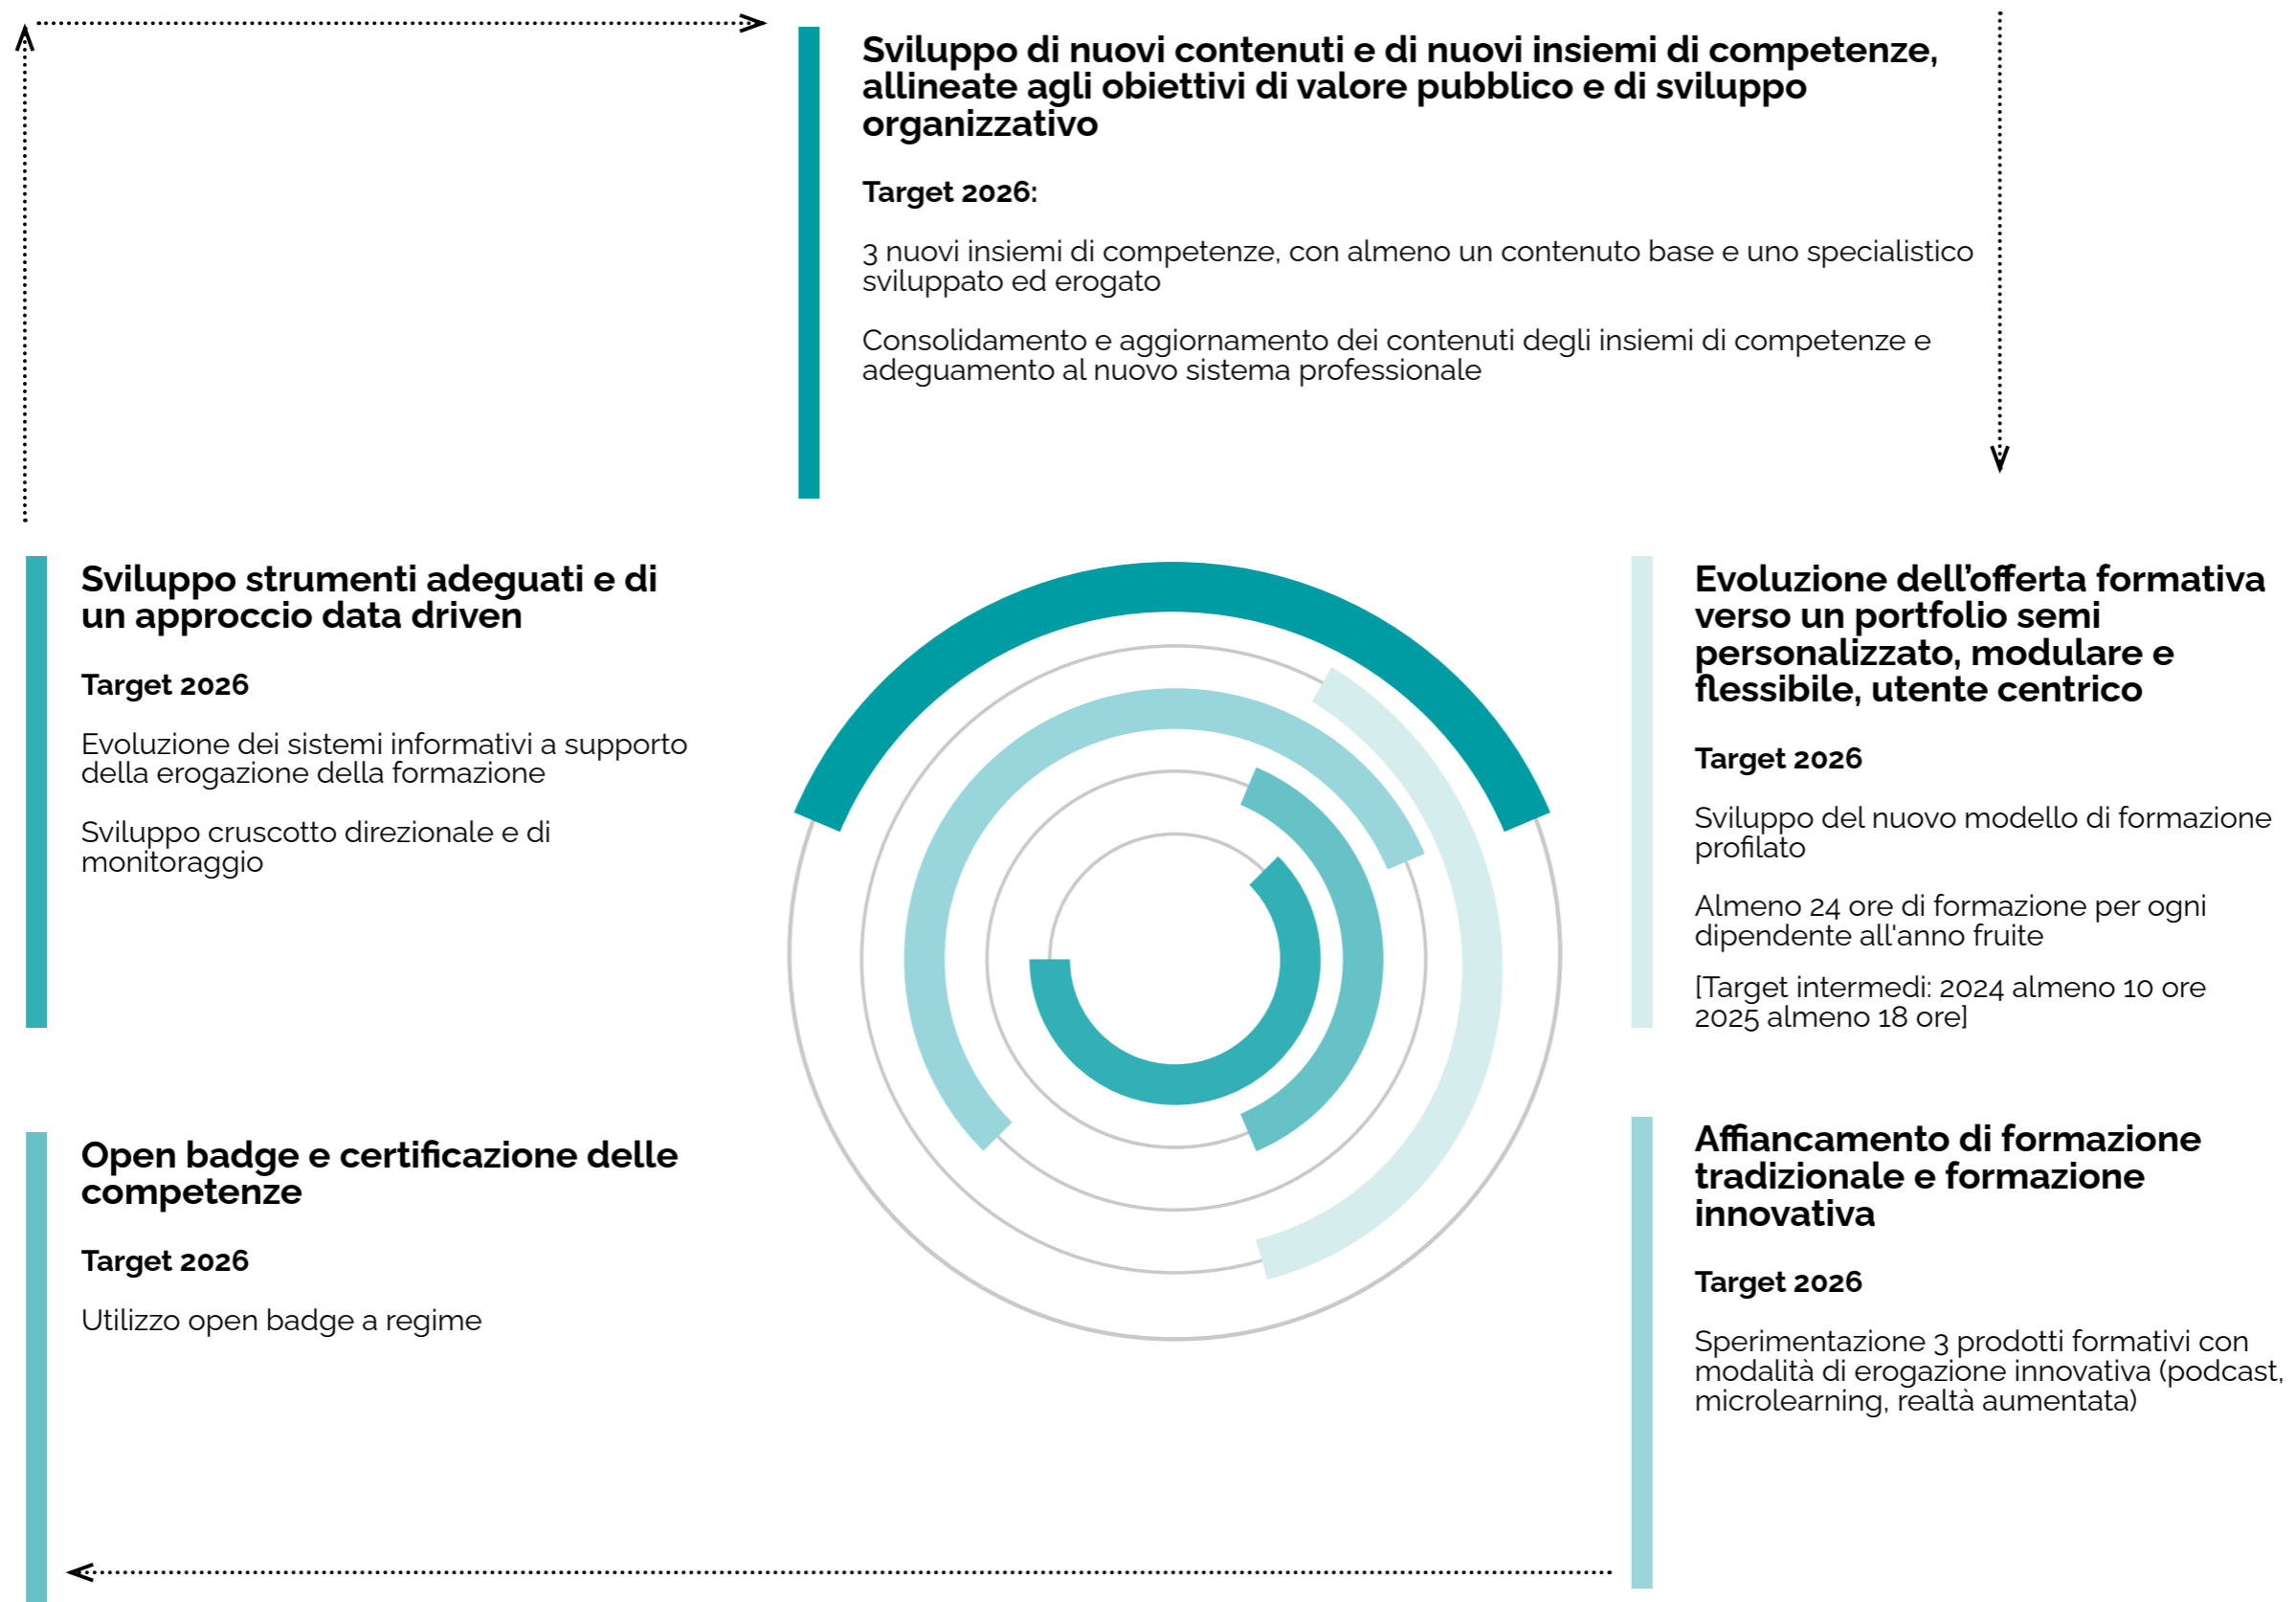 Sviluppo di nuovi contenuti e di nuovi insiemi di competenze,
allineate agli obiettivi di valore pubblico e di sviluppo
organizzativo
Target 2026:
3 nuovi insiemi di competenze, con almeno un contenuto base e uno specialistico
sviluppato ed erogato
Consolidamento e aggiornamento dei contenuti degli insiemi di competenze e
adeguamento al nuovo sistema professionale
Evoluzione dell’offerta formativa
verso un portfolio semi
personalizzato, modulare e
flessibile, utente centrico
Target 2026
Sviluppo del nuovo modello di formazione
profilato
Almeno 24 ore di formazione per ogni
dipendente all'anno fruite
[Target intermedi: 2024 almeno 10 ore
2025 almeno 18 ore]
Affiancamento di formazione
tradizionale e formazione
innovativa
Target 2026
Sperimentazione 3 prodotti formativi con
modalità di erogazione innovativa (podcast,
microlearning, realtà aumentata)
Open badge e certificazione delle
competenze
Target 2026
Utilizzo open badge a regime
Sviluppo strumenti adeguati e di
un approccio data driven
Target 2026
Evoluzione dei sistemi informativi a supporto
della erogazione della formazione
Sviluppo cruscotto direzionale e di
monitoraggio